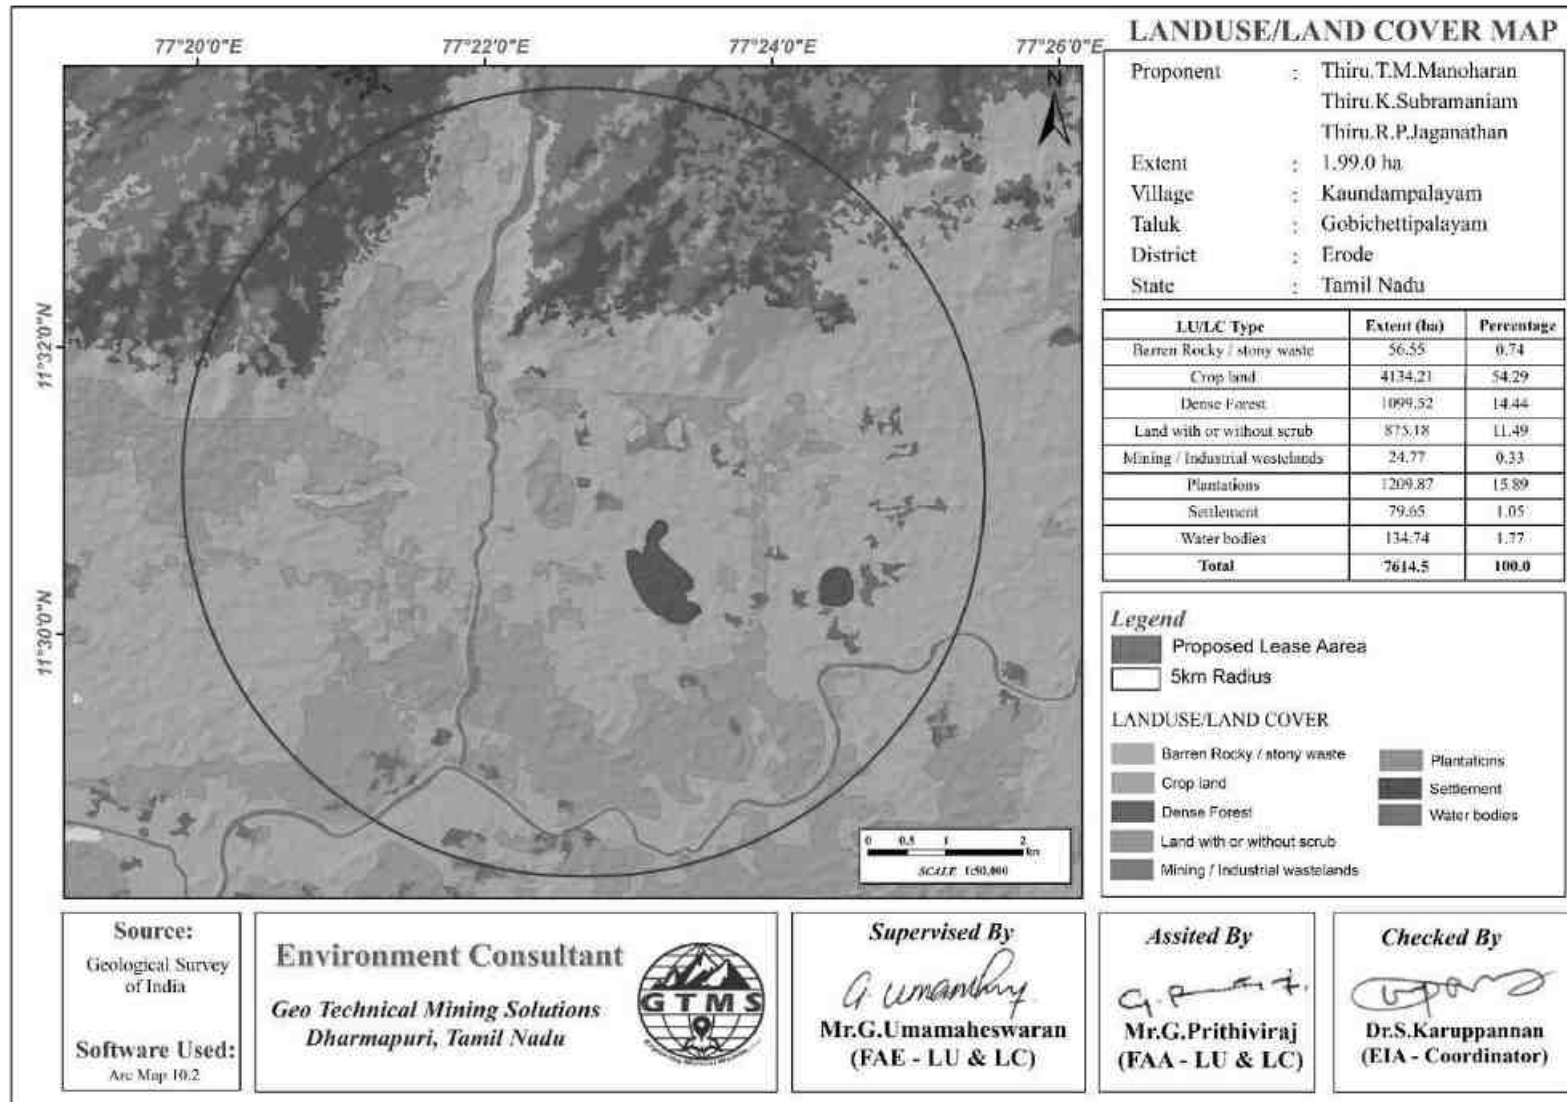 LANDUSE/LAND COVER MAP
77°20'0"E 77°22'0"E 77°24'0"E 77°26'0"E
11°32'0"N
11°30'0"N
N
Proponent : Thiru.T.M.Manoharan
Thiru.K.Subramaniam
Thiru.R.P.Jaganathan
Extent : 1.99.0 ha
Village : Kaundampalayam
Taluk : Gobichettipalayam
District : Erode
State : Tamil Nadu
LU/LC Type Extent (ha) Percentage
Barren Rocky / stony waste 56.55 0.74
Crop land 4134.21 54.29
Dense Forest 1099.52 14.44
Land with or without scrub 875.18 11.49
Mining / Industrial wastelands 24.77 0.33
Plantations 1209.87 15.89
Settlement 79.65 1.05
Water bodies 134.74 1.77
Total 7614.5 100.0
Legend
Proposed Lease Aarea
5km Radius
LANDUSE/LAND COVER
Barren Rocky / stony waste
Crop land
Dense Forest
Land with or without scrub
Mining / Industrial wastelands
Plantations
Settlement
Water bodies
0 0.5 1 2
km
SCALE 1:50,000
Source:
Geological Survey
of India
Software Used:
Arc Map 10.2
Environment Consultant
Geo Technical Mining Solutions
Dharmapuri, Tamil Nadu
GTMS
Supervised By
Mr.G.Umamaheswaran
(FAE - LU & LC)
Assited By
Mr.G.Prithiviraj
(FAA - LU & LC)
Checked By
Dr.S.Karuppannan
(EIA - Coordinator)